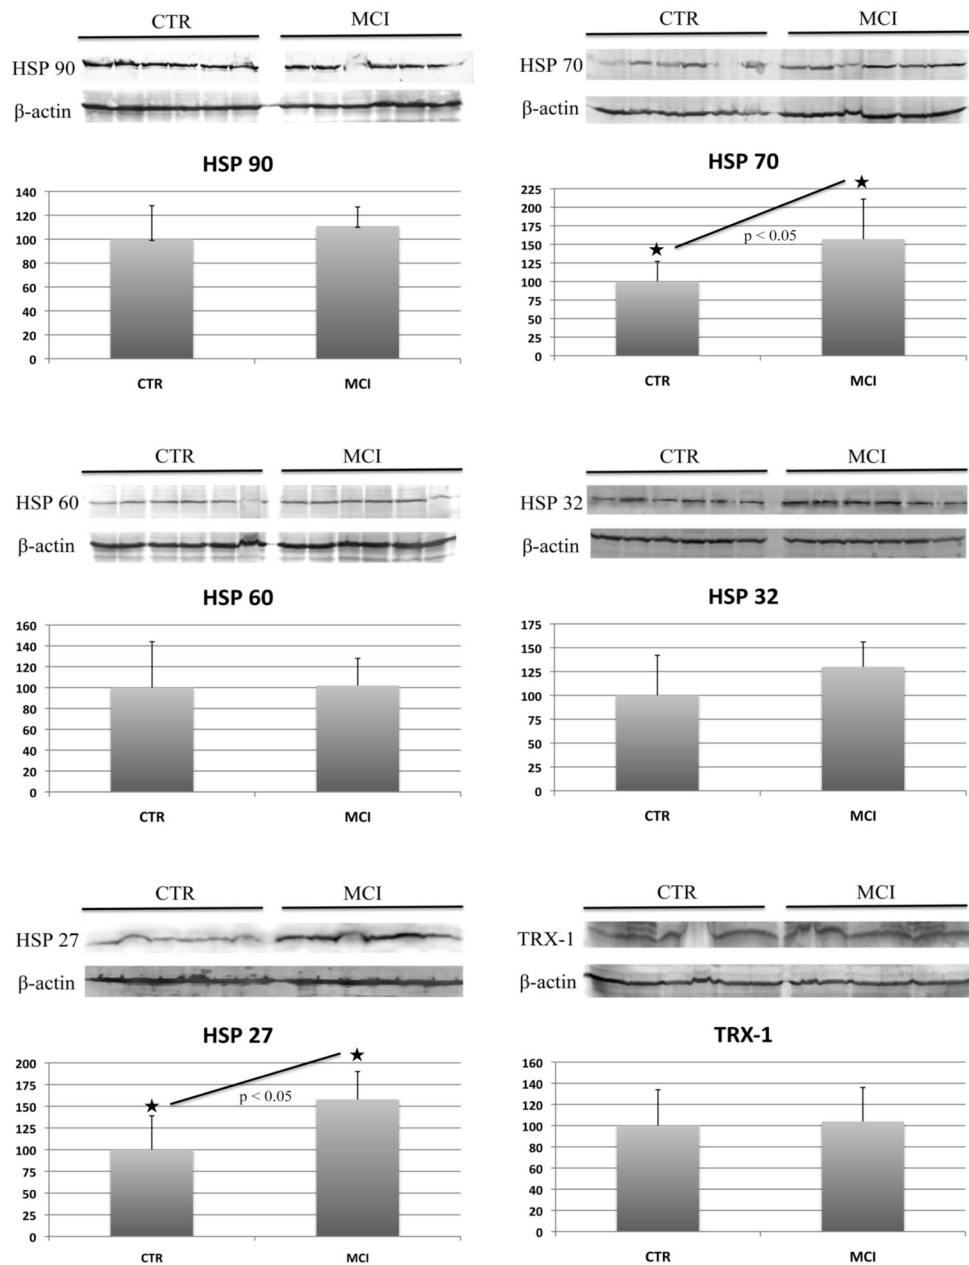 CTR MCI
HSP 90
β-actin
HSP 90
140
120
100
80
60
40
20
0
CTR MCI
CTR MCI
HSP 70
β-actin
HSP 70
225
200
175
150
125
100
75
50
25
0
★ ★
p < 0.05
CTR MCI
CTR MCI
HSP 60
β-actin
HSP 60
160
140
120
100
80
60
40
20
0
CTR MCI
CTR MCI
HSP 32
β-actin
HSP 32
175
150
125
100
75
50
25
0
CTR MCI
CTR MCI
HSP 27
β-actin
HSP 27
200
175
150
125
100
75
50
25
0
★ ★
p < 0.05
CTR MCI
CTR MCI
TRX-1
β-actin
TRX-1
160
140
120
100
80
60
40
20
0
CTR MCI